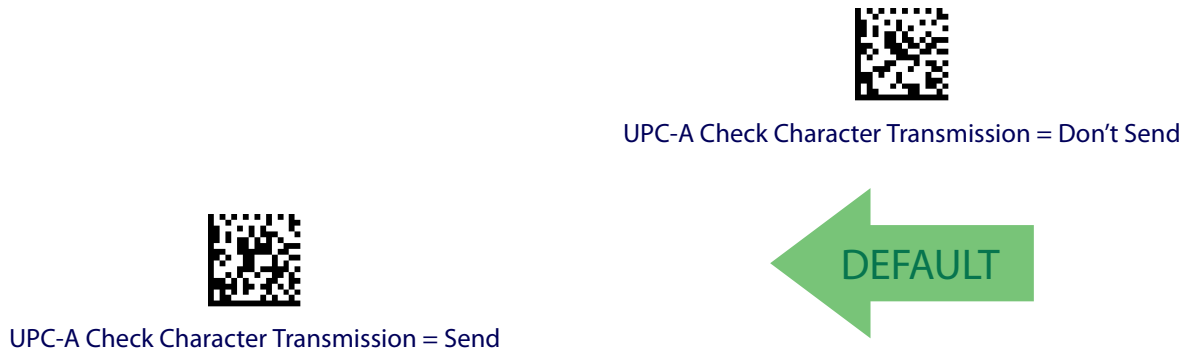 UPC-A Check Character Transmission = Don’t Send
DEFAULT
UPC-A Check Character Transmission = Send